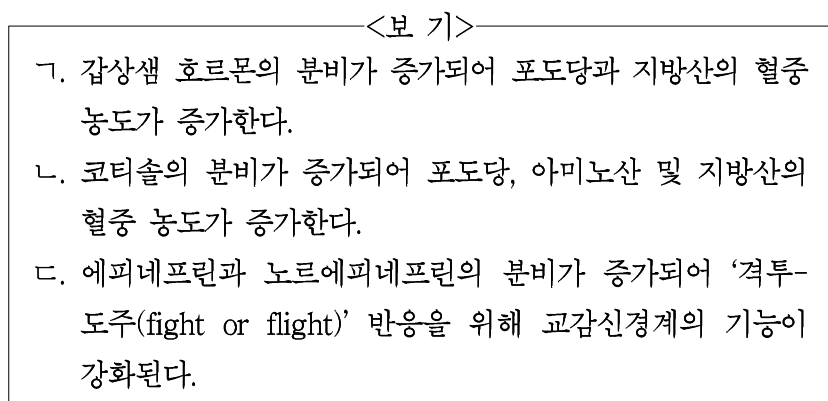 <보 기>
ㄱ. 갑상샘 호르몬의 분비가 증가되어 포도당과 지방산의 혈중
농도가 증가한다.
ㄴ. 코티솔의 분비가 증가되어 포도당, 아미노산 및 지방산의
혈중 농도가 증가한다.
ㄷ. 에피네프린과 노르에피네프린의 분비가 증가되어 ‘격투-
도주(fight or flight)’ 반응을 위해 교감신경계의 기능이
강화된다.